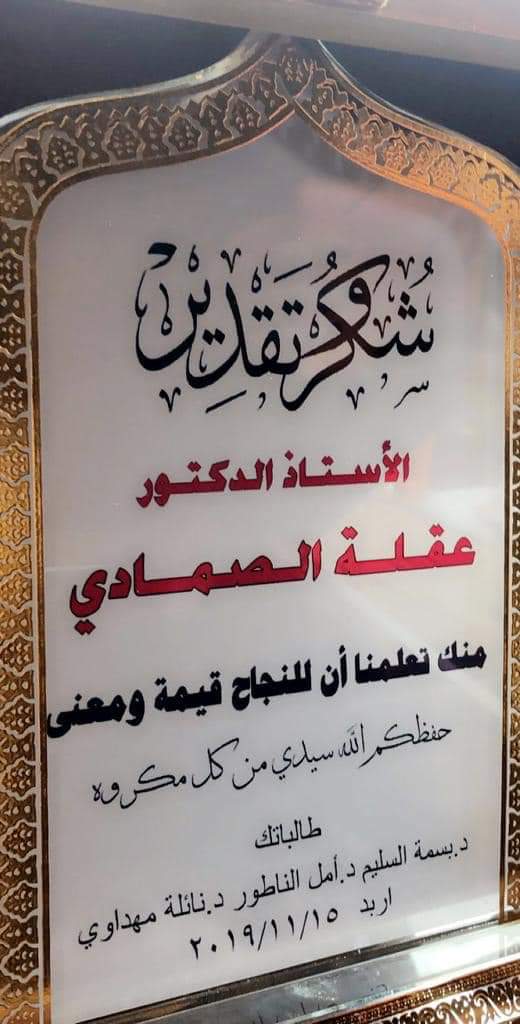 شكر وتقدير
الأستاذ الدكتور
عقلة الصمادي
منك تعلمنا أن للنجاح قيمة ومعنى
حفظكم الله سيدي من كل مكروه
طالباتك
د.بسمة السليم د.أمل الناطور د.نائلة مهداوي
اربد ٢٠١٩/١١/١٥